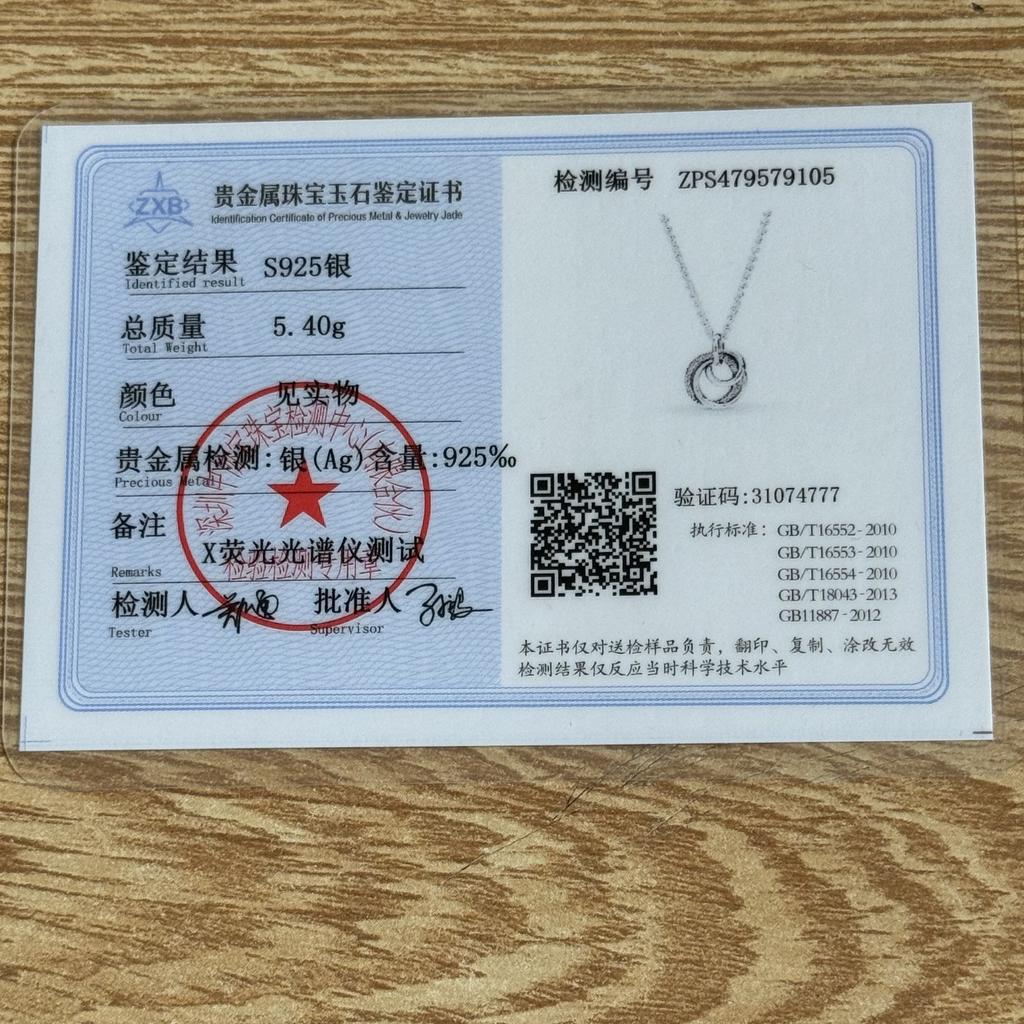 ZXB
贵金属珠宝玉石鉴定证书
Identification Certificate of Precious Metal & Jewelry Jade
鉴定结果 S925银
Identified result
总质量 5.40g
Total Weight
颜色 见实物
Colour
贵金属检测:银(Ag)含量:925‰
Precious Metal
备注
X荧光光谱仪测试
Remarks
检测人 批准人
Tester Supervisor
检验检测专用章
检测编号 ZPS479579105
验证码:31074777
执行标准: GB/T16552-2010
GB/T16553-2010
GB/T16554-2010
GB/T18043-2013
GB11887-2012
本证书仅对送检样品负责，翻印、复制、涂改无效
检测结果仅反应当时科学技术水平